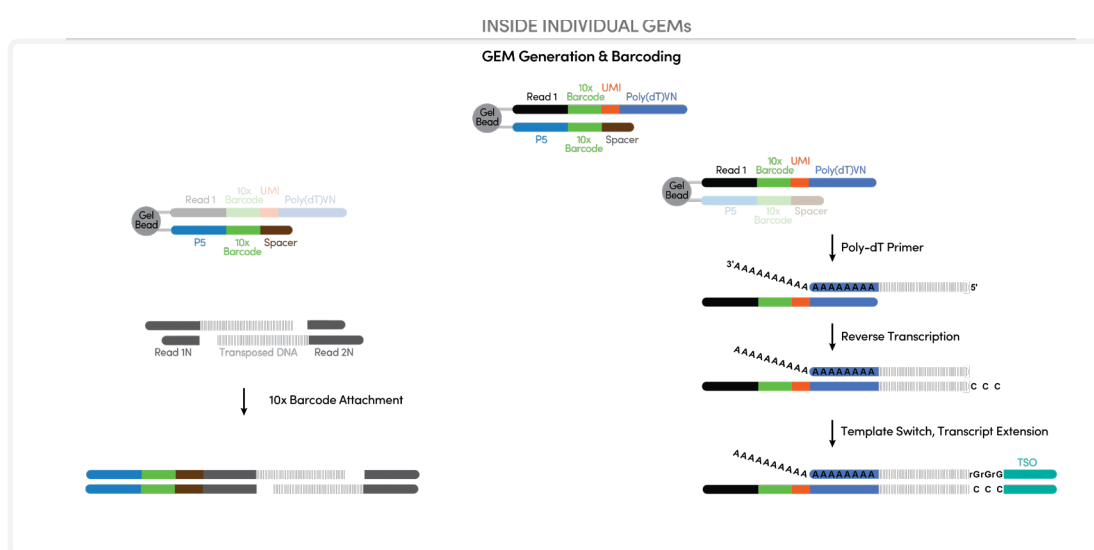 INSIDE INDIVIDUAL GEMs
GEM Generation & Barcoding
10x UMI
Read 1 Barcode Poly(dT)VN
Gel
Bead
P5 10x Spacer
Barcode
10x UMI
Read 1 Barcode Poly(dT)VN
Gel
Bead
P5 10x Spacer
Barcode
10x UMI
Read 1 Barcode Poly(dT)VN
Gel
Bead
P5 10x Spacer
Barcode
Poly-dT Primer
3'AAAAAAAAAA AAAAAAAA 5'
Reverse Transcription
AAAAAAAAAA AAAAAAAA
C C C
Template Switch, Transcript Extension
TSO
AAAAAAAAAA AAAAAAAA rGrGrG
C C C
Read 1N Transposed DNA Read 2N
10x Barcode Attachment